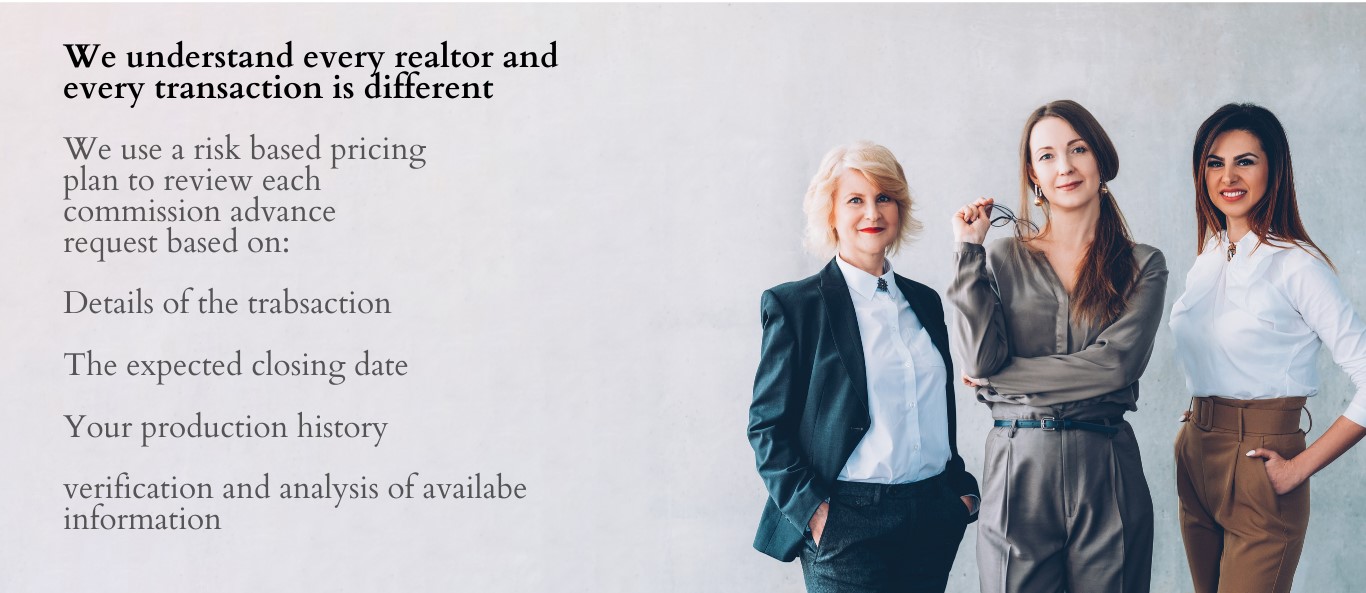 We understand every realtor and
every transaction is different
We use a risk based pricing
plan to review each
commission advance
request based on:
Details of the trabsaction
The expected closing date
Your production history
verification and analysis of availabe
information